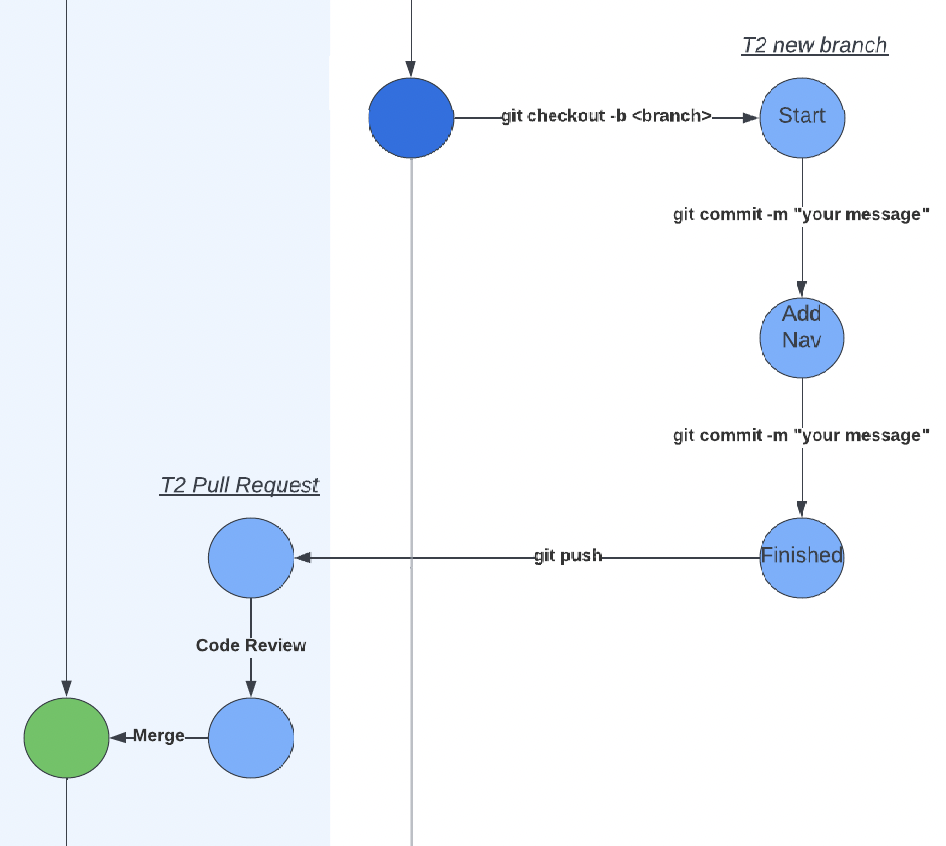 T2 new branch
git checkout -b <branch>
Start
git commit -m "your message"
Add
Nav
git commit -m "your message"
T2 Pull Request
git push
Finished
Code Review
Merge